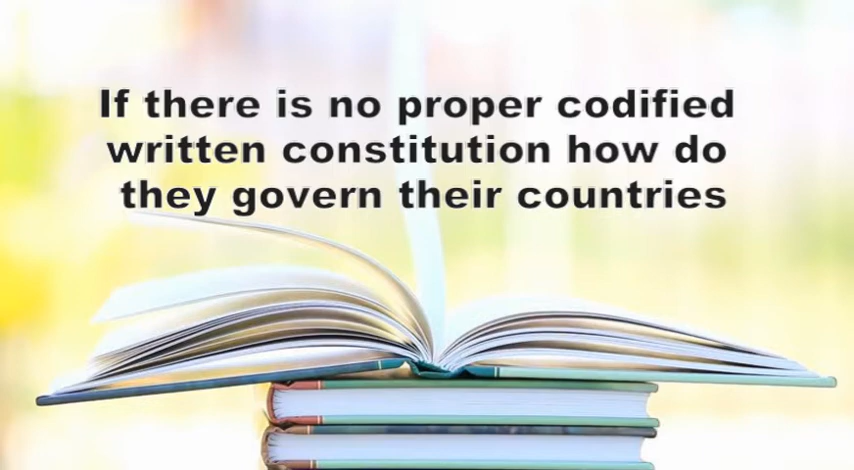 If there is no proper codified
written constitution how do
they govern their countries